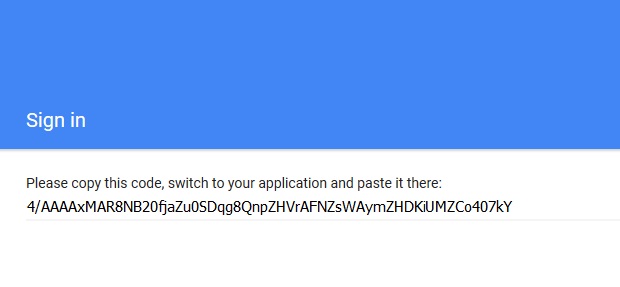 Sign in
Please copy this code, switch to your application and paste it there:
4/AAAAxMAR8NB20fjaZu0SDqg8QnpZHVrAFNZsWAymZHDKiUMZCo407kY